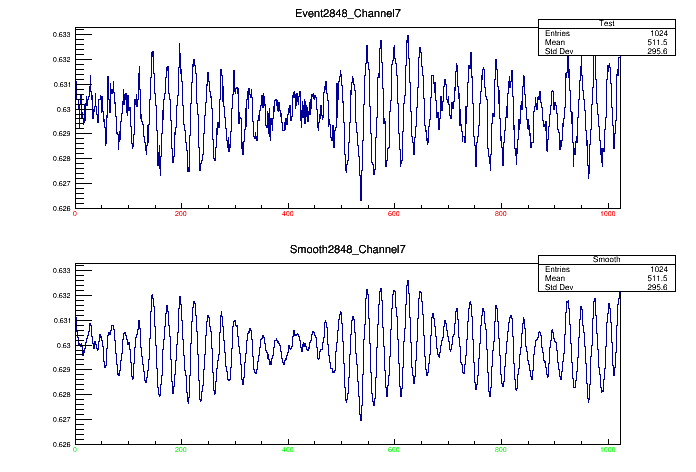 Event2848_Channel7
Test
Entries 1024
Mean 511.5
Std Dev 295.6
0.633
0.632
0.631
0.63
0.629
0.628
0.627
0.626
0 200 400 600 800 1000
Smooth2848_Channel7
Smooth
Entries 1024
Mean 511.5
Std Dev 295.6
0.633
0.632
0.631
0.63
0.629
0.628
0.627
0.626
0 200 400 600 800 1000